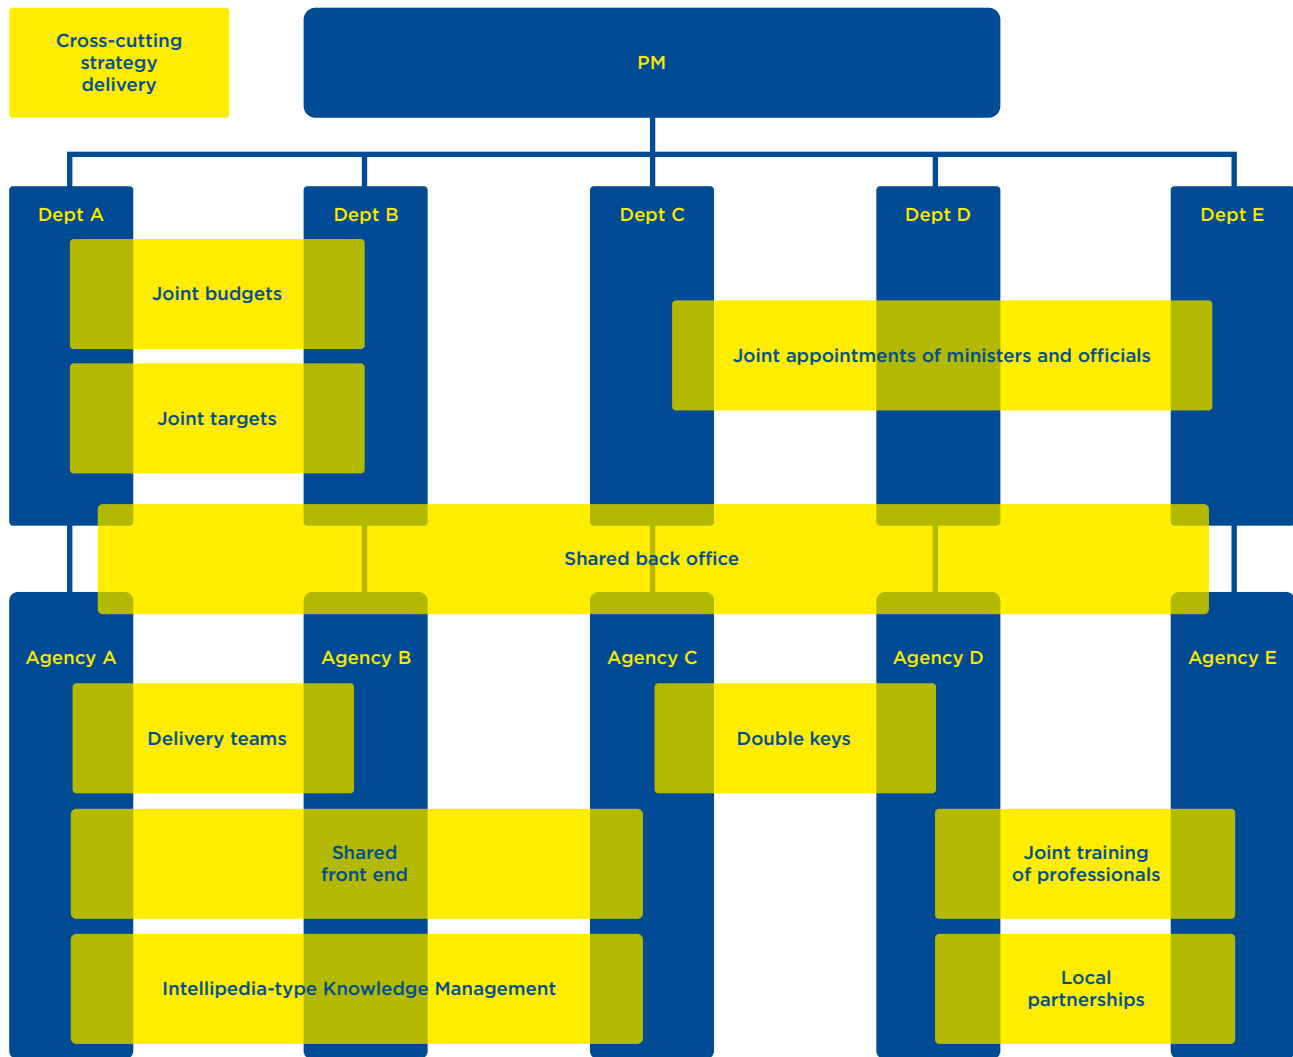 Cross-cutting
strategy
delivery
PM
Dept A
Dept B
Dept C
Dept D
Dept E
Joint budgets
Joint appointments of ministers and officials
Joint targets
Shared back office
Agency A
Agency B
Agency C
Agency D
Agency E
Delivery teams
Double keys
Shared
front end
Joint training
of professionals
Intellipedia-type Knowledge Management
Local
partnerships